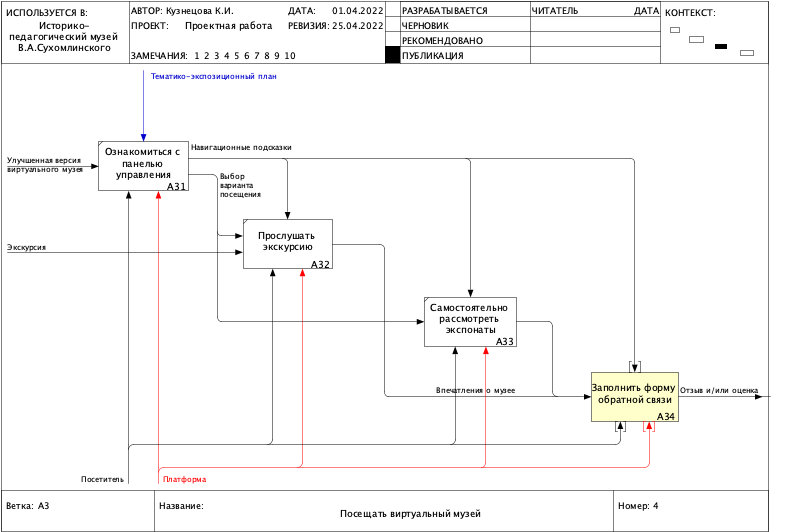 ИСПОЛЬЗУЕТСЯ В:
Историко-
педагогический музей
В.А.Сухомлинского
АВТОР: Кузнецова К.И.
ДАТА: 01.04.2022
ПРОЕКТ: Проектная работа
РЕВИЗИЯ: 25.04.2022
ЗАМЕЧАНИЯ: 1 2 3 4 5 6 7 8 9 10
РАЗРАБАТЫВАЕТСЯ
ЧЕРНОВИК
РЕКОМЕНДОВАНО
ПУБЛИКАЦИЯ
ЧИТАТЕЛЬ ДАТА
КОНТЕКСТ:
Тематико-экспозиционный план
Навигационные подсказки
Ознакомиться с
панелью
управления
A31
Улучшенная версия
виртуального музея
Выбор
варианта
посещения
Прослушать
экскурсию
A32
Экскурсия
Самостоятельно
рассмотреть
экспонаты
A33
Заполнить форму
обратной связи
A34
Впечатления о музее
Отзыв и/или оценка
Посетитель
Платформа
Ветка: A3
Название:
Посещать виртуальный музей
Номер: 4